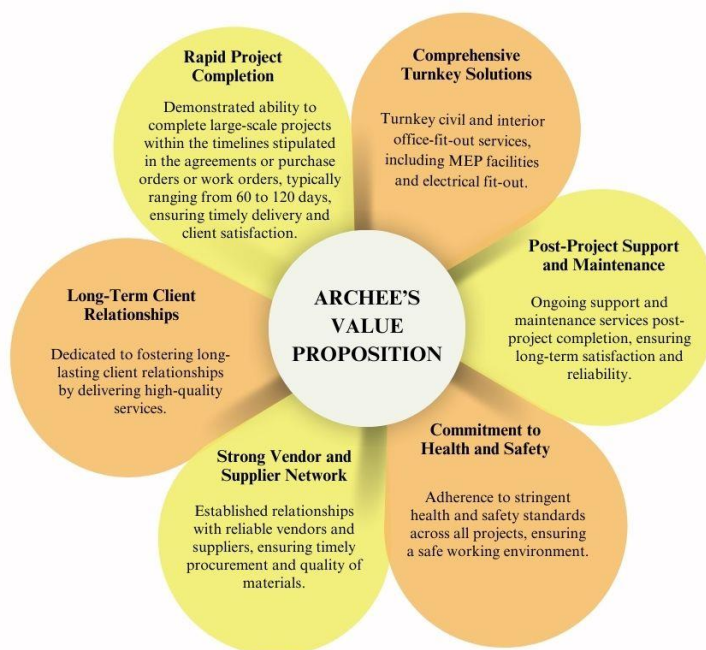 Rapid Project
Completion
Demonstrated ability to
complete large-scale projects
within the timelines stipulated
in the agreements or purchase
orders or work orders, typically
ranging from 60 to 120 days,
ensuring timely delivery and
client satisfaction.
Comprehensive
Turnkey Solutions
Turnkey civil and interior
office-fit-out services,
including MEP facilities
and electrical fit-out.
Post-Project Support
and Maintenance
Ongoing support and
maintenance services post-
project completion, ensuring
long-term satisfaction and
reliability.
Commitment to
Health and Safety
Adherence to stringent
health and safety standards
across all projects, ensuring
a safe working environment.
Strong Vendor and
Supplier Network
Established relationships
with reliable vendors and
suppliers, ensuring timely
procurement and quality of
materials.
Long-Term Client
Relationships
Dedicated to fostering long-
lasting client relationships
by delivering high-quality
services.
ARCHEE’S
VALUE
PROPOSITION